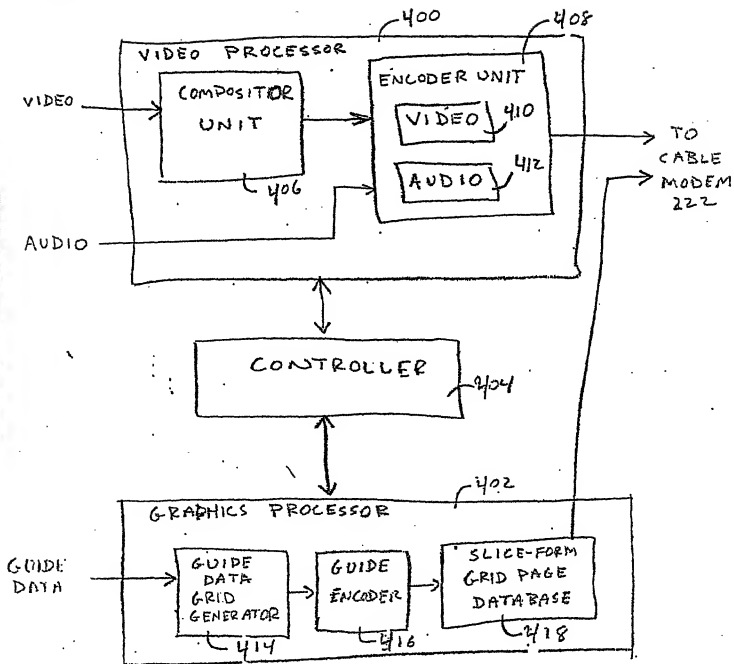 400
408
VIDEO PROCESSOR
VIDEO
COMPOSITOR
UNIT
406
ENCODER UNIT
VIDEO
410
AUDIO
412
TO
CABLE
MODEM
222
AUDIO
CONTROLLER
404
402
GRAPHICS PROCESSOR
GUIDE
DATA
GUIDE
DATA
GRID
GENERATOR
414
GUIDE
ENCODER
416
SLICE-FORM
GRID PAGE
DATABASE
418